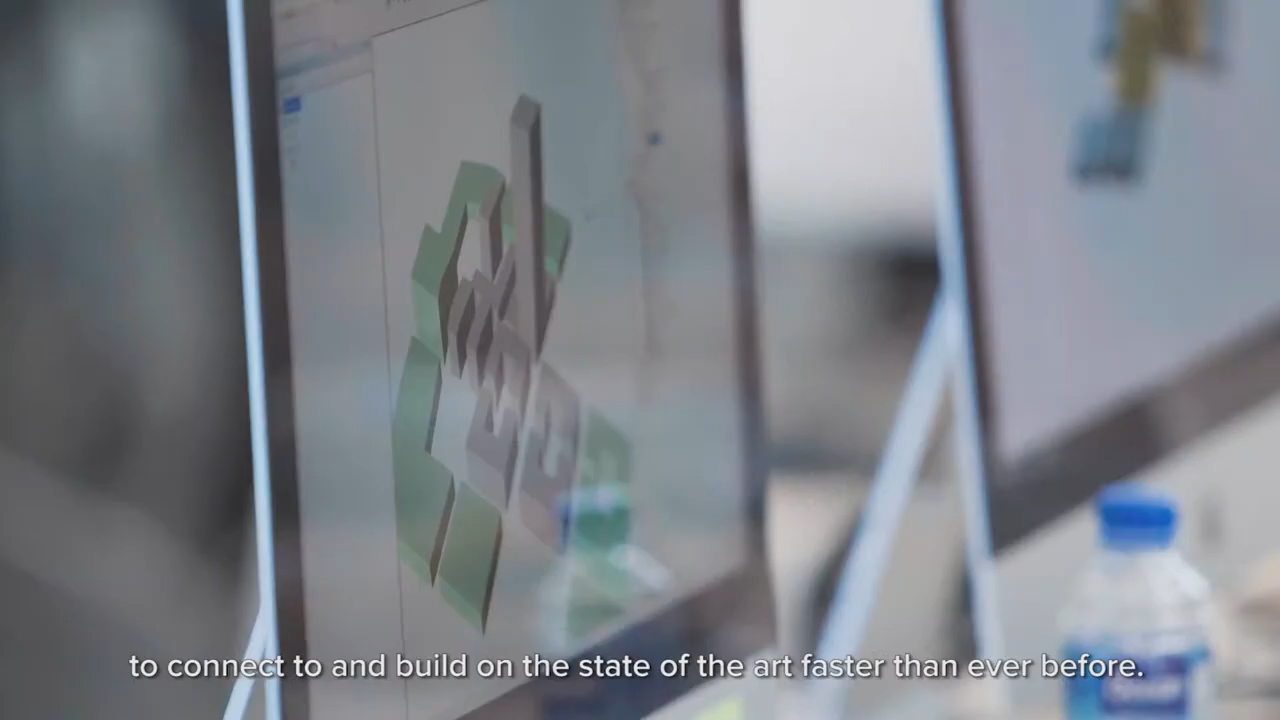 to connect to and build on the state of the art faster than ever before.